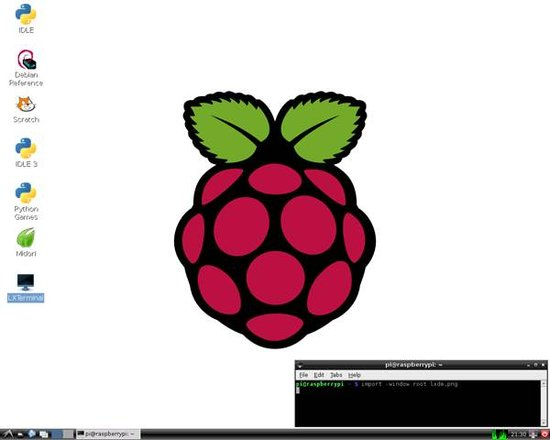 IDLE
Debian
Reference
Scratch
IDLE 3
Python
Games
Midori
LXTerminal
pi@raspberrypi: ~
File Edit Tabs Help
pi@raspberrypi ~ $ import -window root lxde.png
pi@raspberrypi: ~
21:30